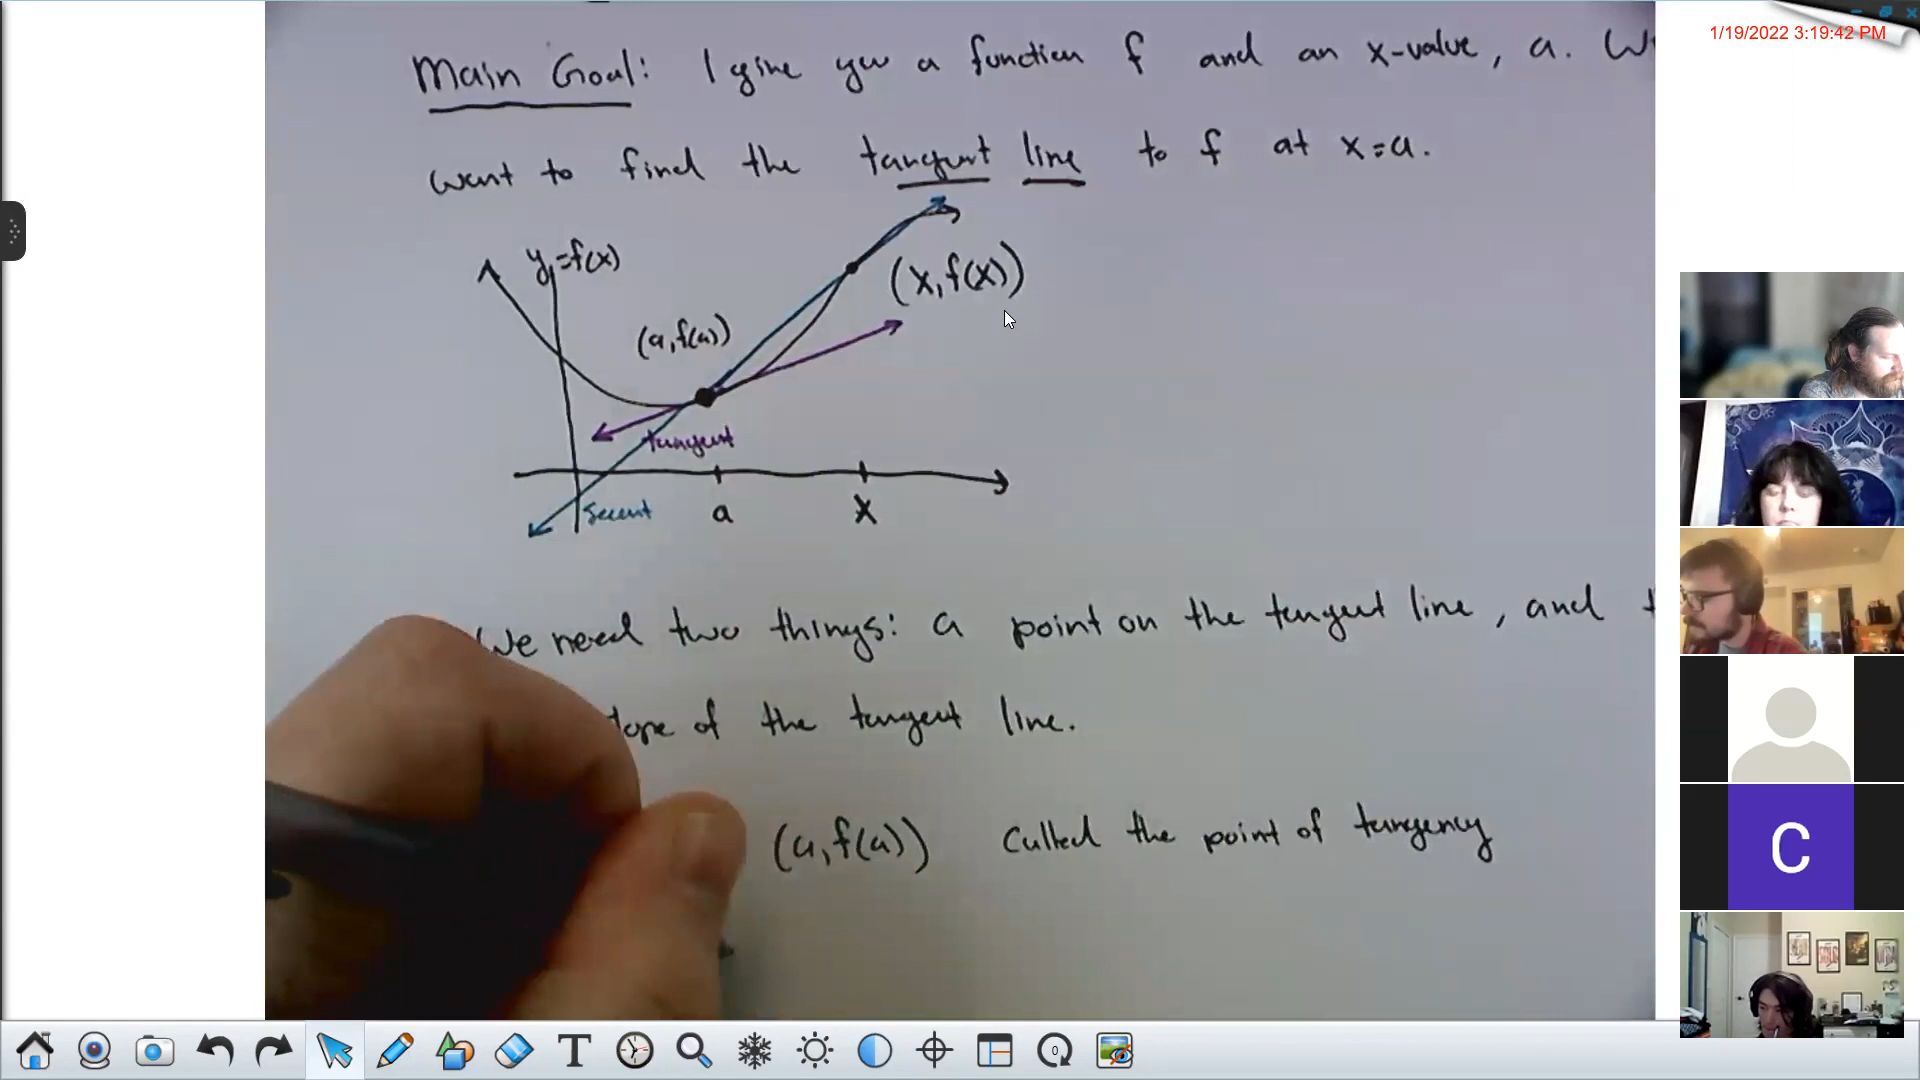 1/19/2022 3:19:42 PM
Main Goal: I give you a function f and an x-value, a. W
want to find the tangent line to f at x=a.
y=f(x)
(x,f(x))
(a,f(a))
tangent
Secant
a
x
We need two things: a point on the tangent line, and t
lope of the tangent line.
(a,f(a)) Called the point of tangency
C
T
0